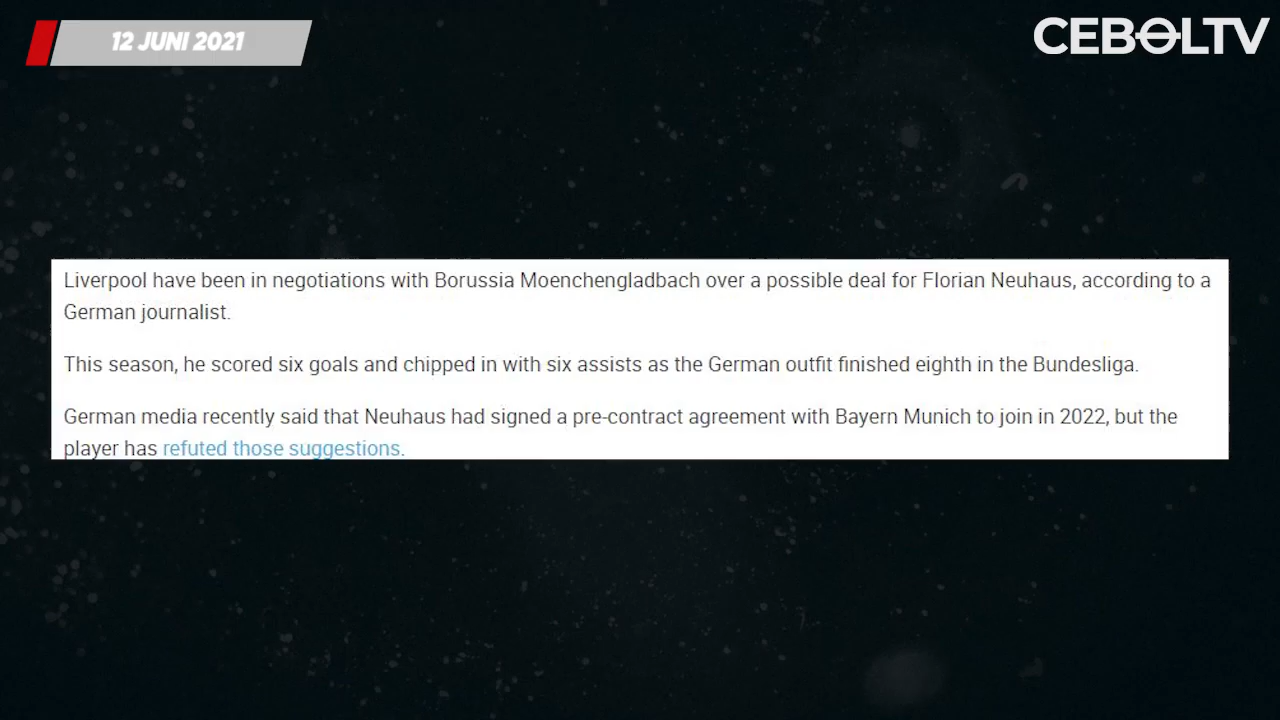 12 JUNI 2021
CEBOLTV
Liverpool have been in negotiations with Borussia Moenchengladbach over a possible deal for Florian Neuhaus, according to a
German journalist.
This season, he scored six goals and chipped in with six assists as the German outfit finished eighth in the Bundesliga.
German media recently said that Neuhaus had signed a pre-contract agreement with Bayern Munich to join in 2022, but the
player has refuted those suggestions.